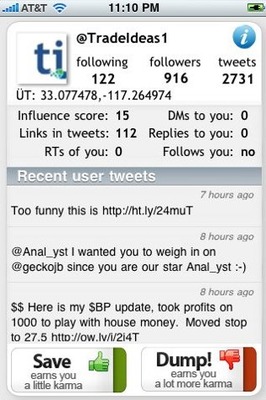 AT&T 11:10 PM
ti
@TradeIdeas1
following followers tweets
122 916 2731
ÜT: 33.077478,-117.264974
Influence score: 15 DMs to you: 0
Links in tweets: 112 Replies to you: 0
RTs of you: 0 Follows you: no
Recent user tweets
7 hours ago
Too funny this is http://ht.ly/24muT
8 hours ago
@Anal_yst I wanted you to weigh in on
@geckojb since you are our star Anal_yst :-)
8 hours ago
$$ Here is my $BP update, took profits on
1000 to play with house money.  Moved stop
to 27.5 http://ow.ly/i/2i4T
Save
earns you
a little karma
Dump!
earns you
a lot more karma